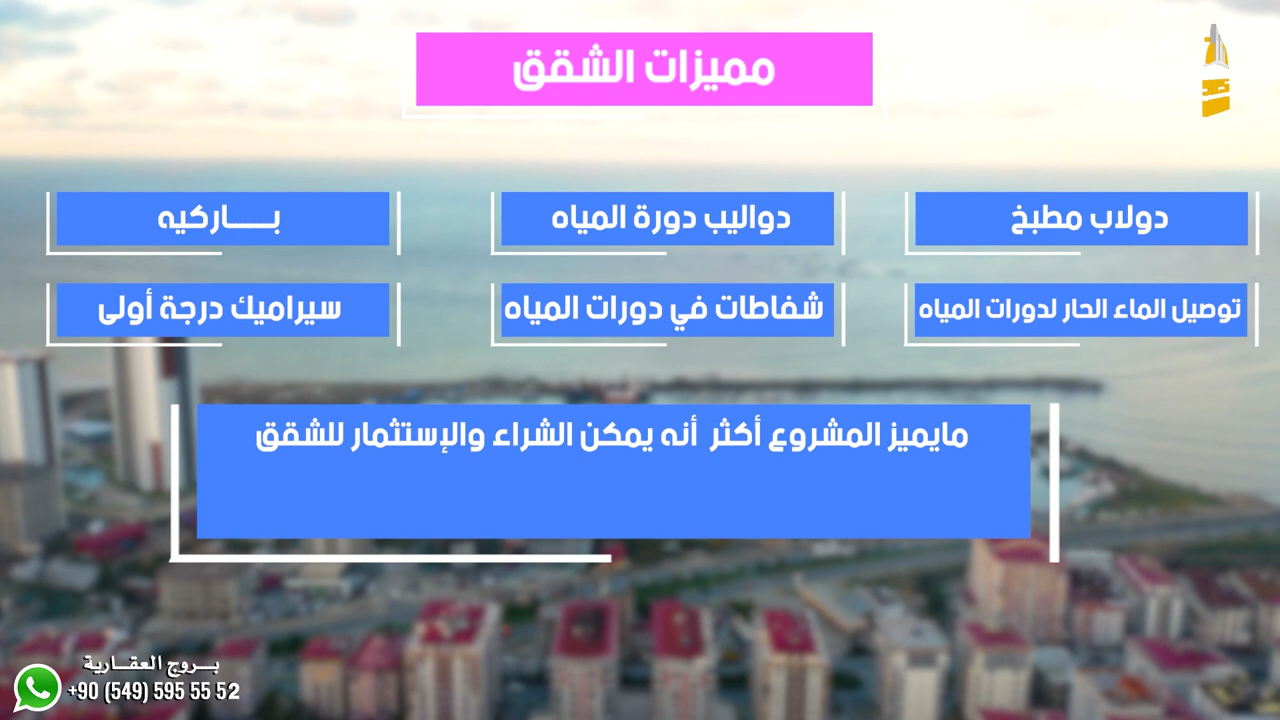 مميزات الشقق
دولاب مطبخ
دواليب دورة المياه
بـــــاركيه
توصيل الماء الحار لدورات المياه
شفاطات في دورات المياه
سيراميك درجة أولى
مايميز المشروع أكثر أنه يمكن الشراء والإستثمار للشقق
بـروج العقـارية
+90 (549) 595 55 52